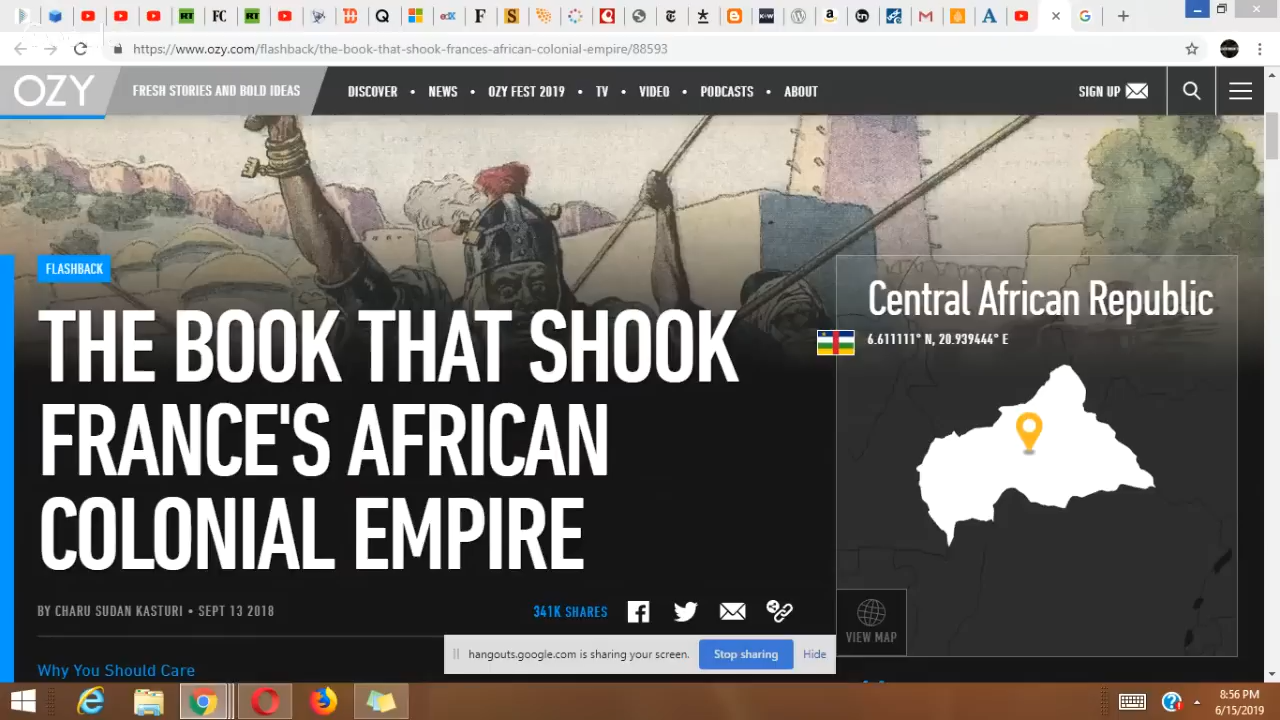 https://www.ozy.com/flashback/the-book-that-shook-frances-african-colonial-empire/88593
OZY
FRESH STORIES AND BOLD IDEAS
DISCOVER • NEWS • OZY FEST 2019 • TV • VIDEO • PODCASTS • ABOUT
SIGN UP
FLASHBACK
THE BOOK THAT SHOOK
FRANCE'S AFRICAN
COLONIAL EMPIRE
BY CHARU SUDAN KASTURI • SEPT 13 2018
341K SHARES
Why You Should Care
Central African Republic
6.611111° N, 20.939444° E
VIEW MAP
hangouts.google.com is sharing your screen.
Stop sharing
Hide
8:56 PM
6/15/2019